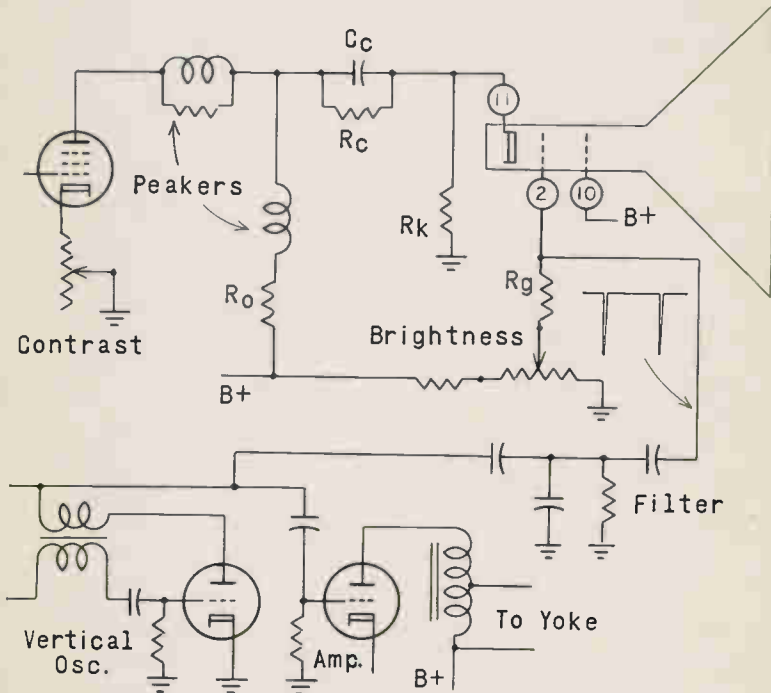 Cc
11
Rc
Peakers
2
10
B+
Rk
Rg
Ro
Contrast
Brightness
B+
Filter
To Yoke
Vertical
Osc.
Amp.
B+